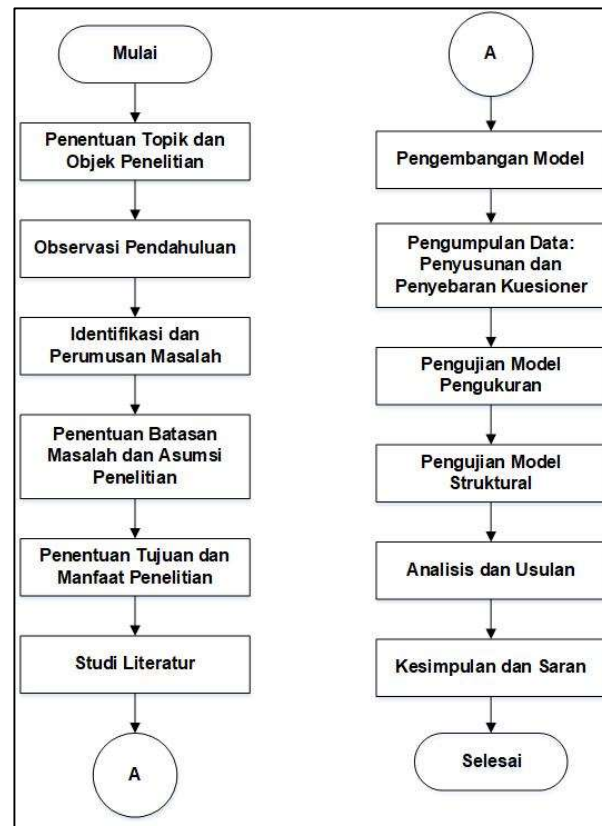 Mulai
Penentuan Topik dan
Objek Penelitian
Observasi Pendahuluan
Identifikasi dan
Perumusan Masalah
Penentuan Batasan
Masalah dan Asumsi
Penelitian
Penentuan Tujuan dan
Manfaat Penelitian
Studi Literatur
A
A
Pengembangan Model
Pengumpulan Data:
Penyusunan dan
Penyebaran Kuesioner
Pengujian Model
Pengukuran
Pengujian Model
Struktural
Analisis dan Usulan
Kesimpulan dan Saran
Selesai